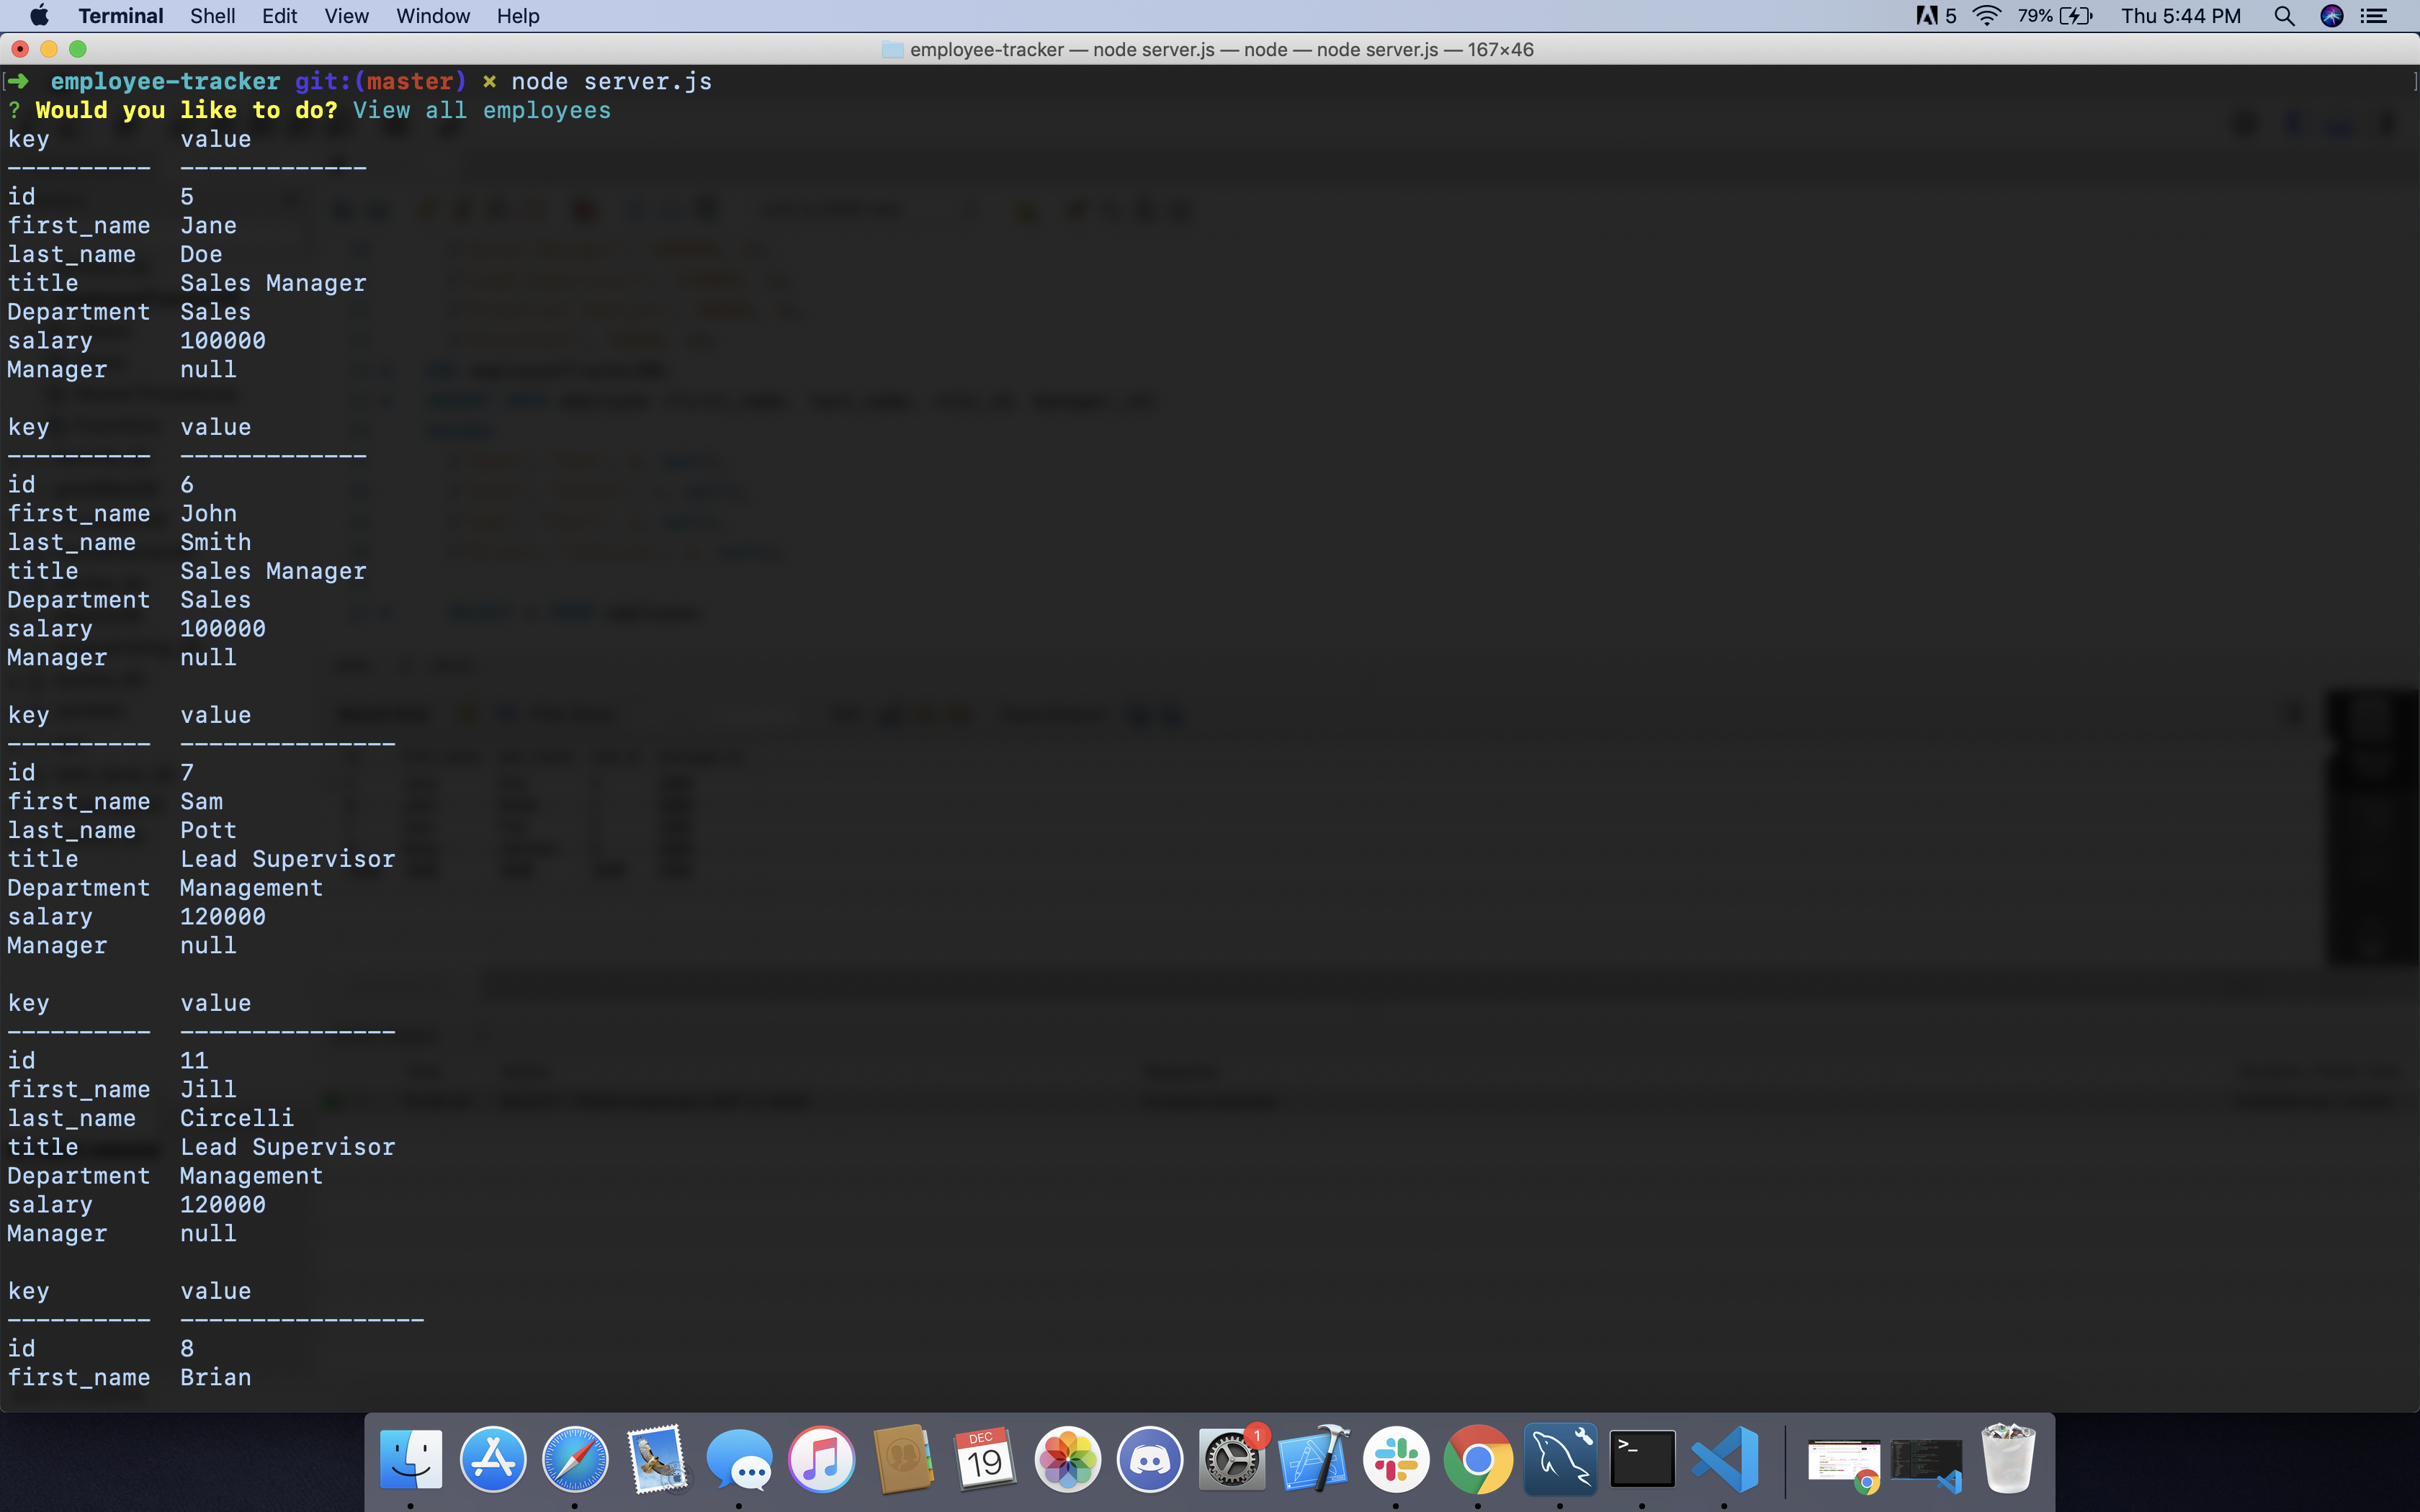 Terminal Shell Edit View Window Help 5 79% Thu 5:44 PM
employee-tracker — node server.js — node — node server.js — 167×46
[➜ employee-tracker git:(master) ✗ node server.js ]
? Would you like to do? View all employees
key value
---------- -------------
id 5
first_name Jane
last_name Doe
title Sales Manager
Department Sales
salary 100000
Manager null
key value
---------- -------------
id 6
first_name John
last_name Smith
title Sales Manager
Department Sales
salary 100000
Manager null
key value
---------- ---------------
id 7
first_name Sam
last_name Pott
title Lead Supervisor
Department Management
salary 120000
Manager null
key value
---------- ---------------
id 11
first_name Jill
last_name Circelli
title Lead Supervisor
Department Management
salary 120000
Manager null
key value
---------- -----------------
id 8
first_name Brian
DEC
19
1
>_